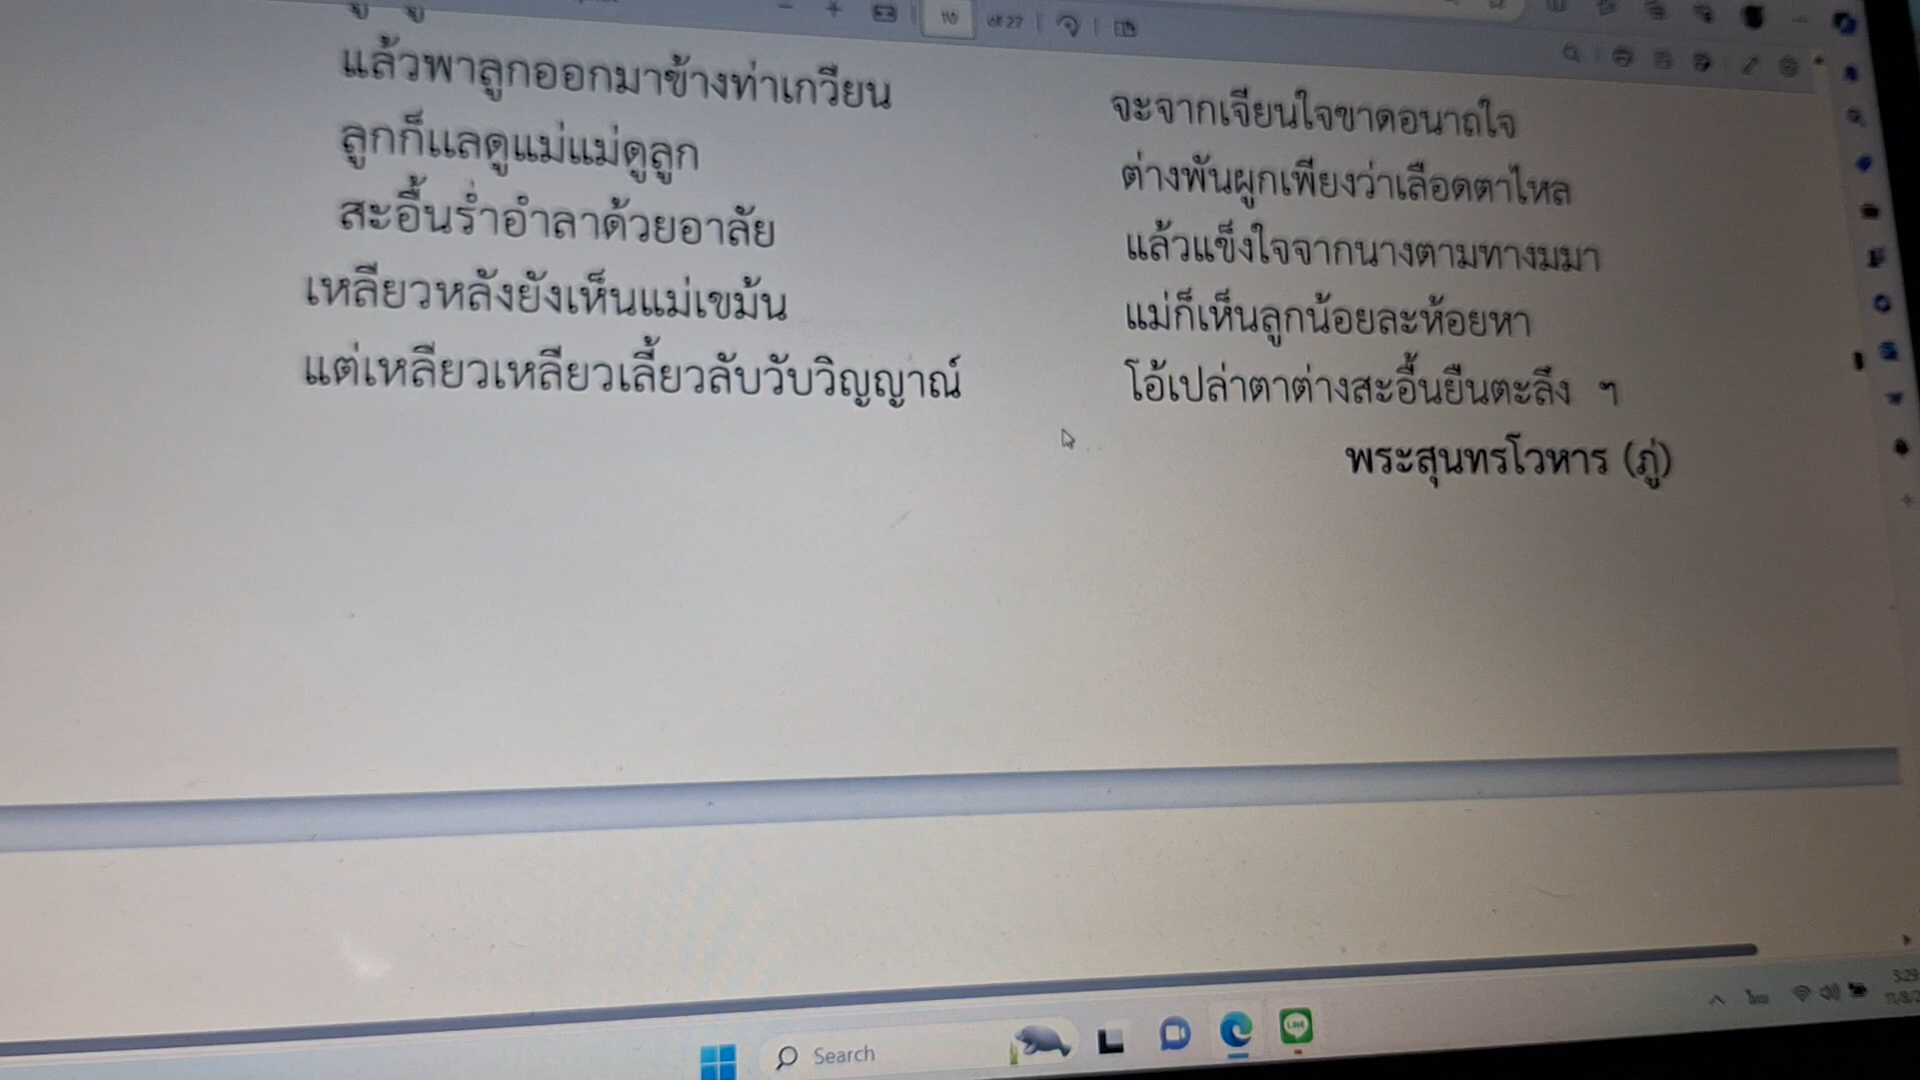 of 27
แล้วพาลูกออกมาข้างท่าเกวียน จะจากเจียนใจขาดอนาถใจ
ลูกก็แลดูแม่แม่ดูลูก ต่างพันผูกเพียงว่าเลือดตาไหล
สะอื้นร่ำอำลาด้วยอาลัย แล้วแข็งใจจากนางตามทางมมา
เหลียวหลังยังเห็นแม่เขม้น แม่ก็เห็นลูกน้อยละห้อยหา
แต่เหลียวเหลียวเลี้ยวลับวับวิญญาณ์ โอ้เปล่าตาต่างสะอื้นยืนตะลึง ฯ
พระสุนทรโวหาร (ภู่)
Search
LINE
ไทย
5:29